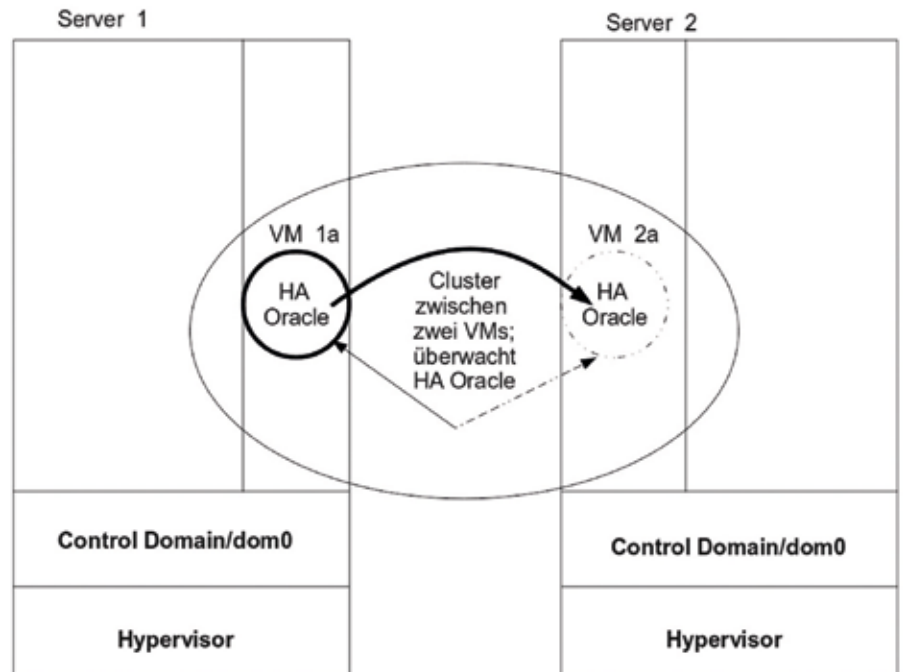 Server 1
Server 2
VM 1a
VM 2a
HA
Oracle
Cluster
zwischen
zwei VMs;
überwacht
HA Oracle
HA
Oracle
Control Domain/dom0
Control Domain/dom0
Hypervisor
Hypervisor